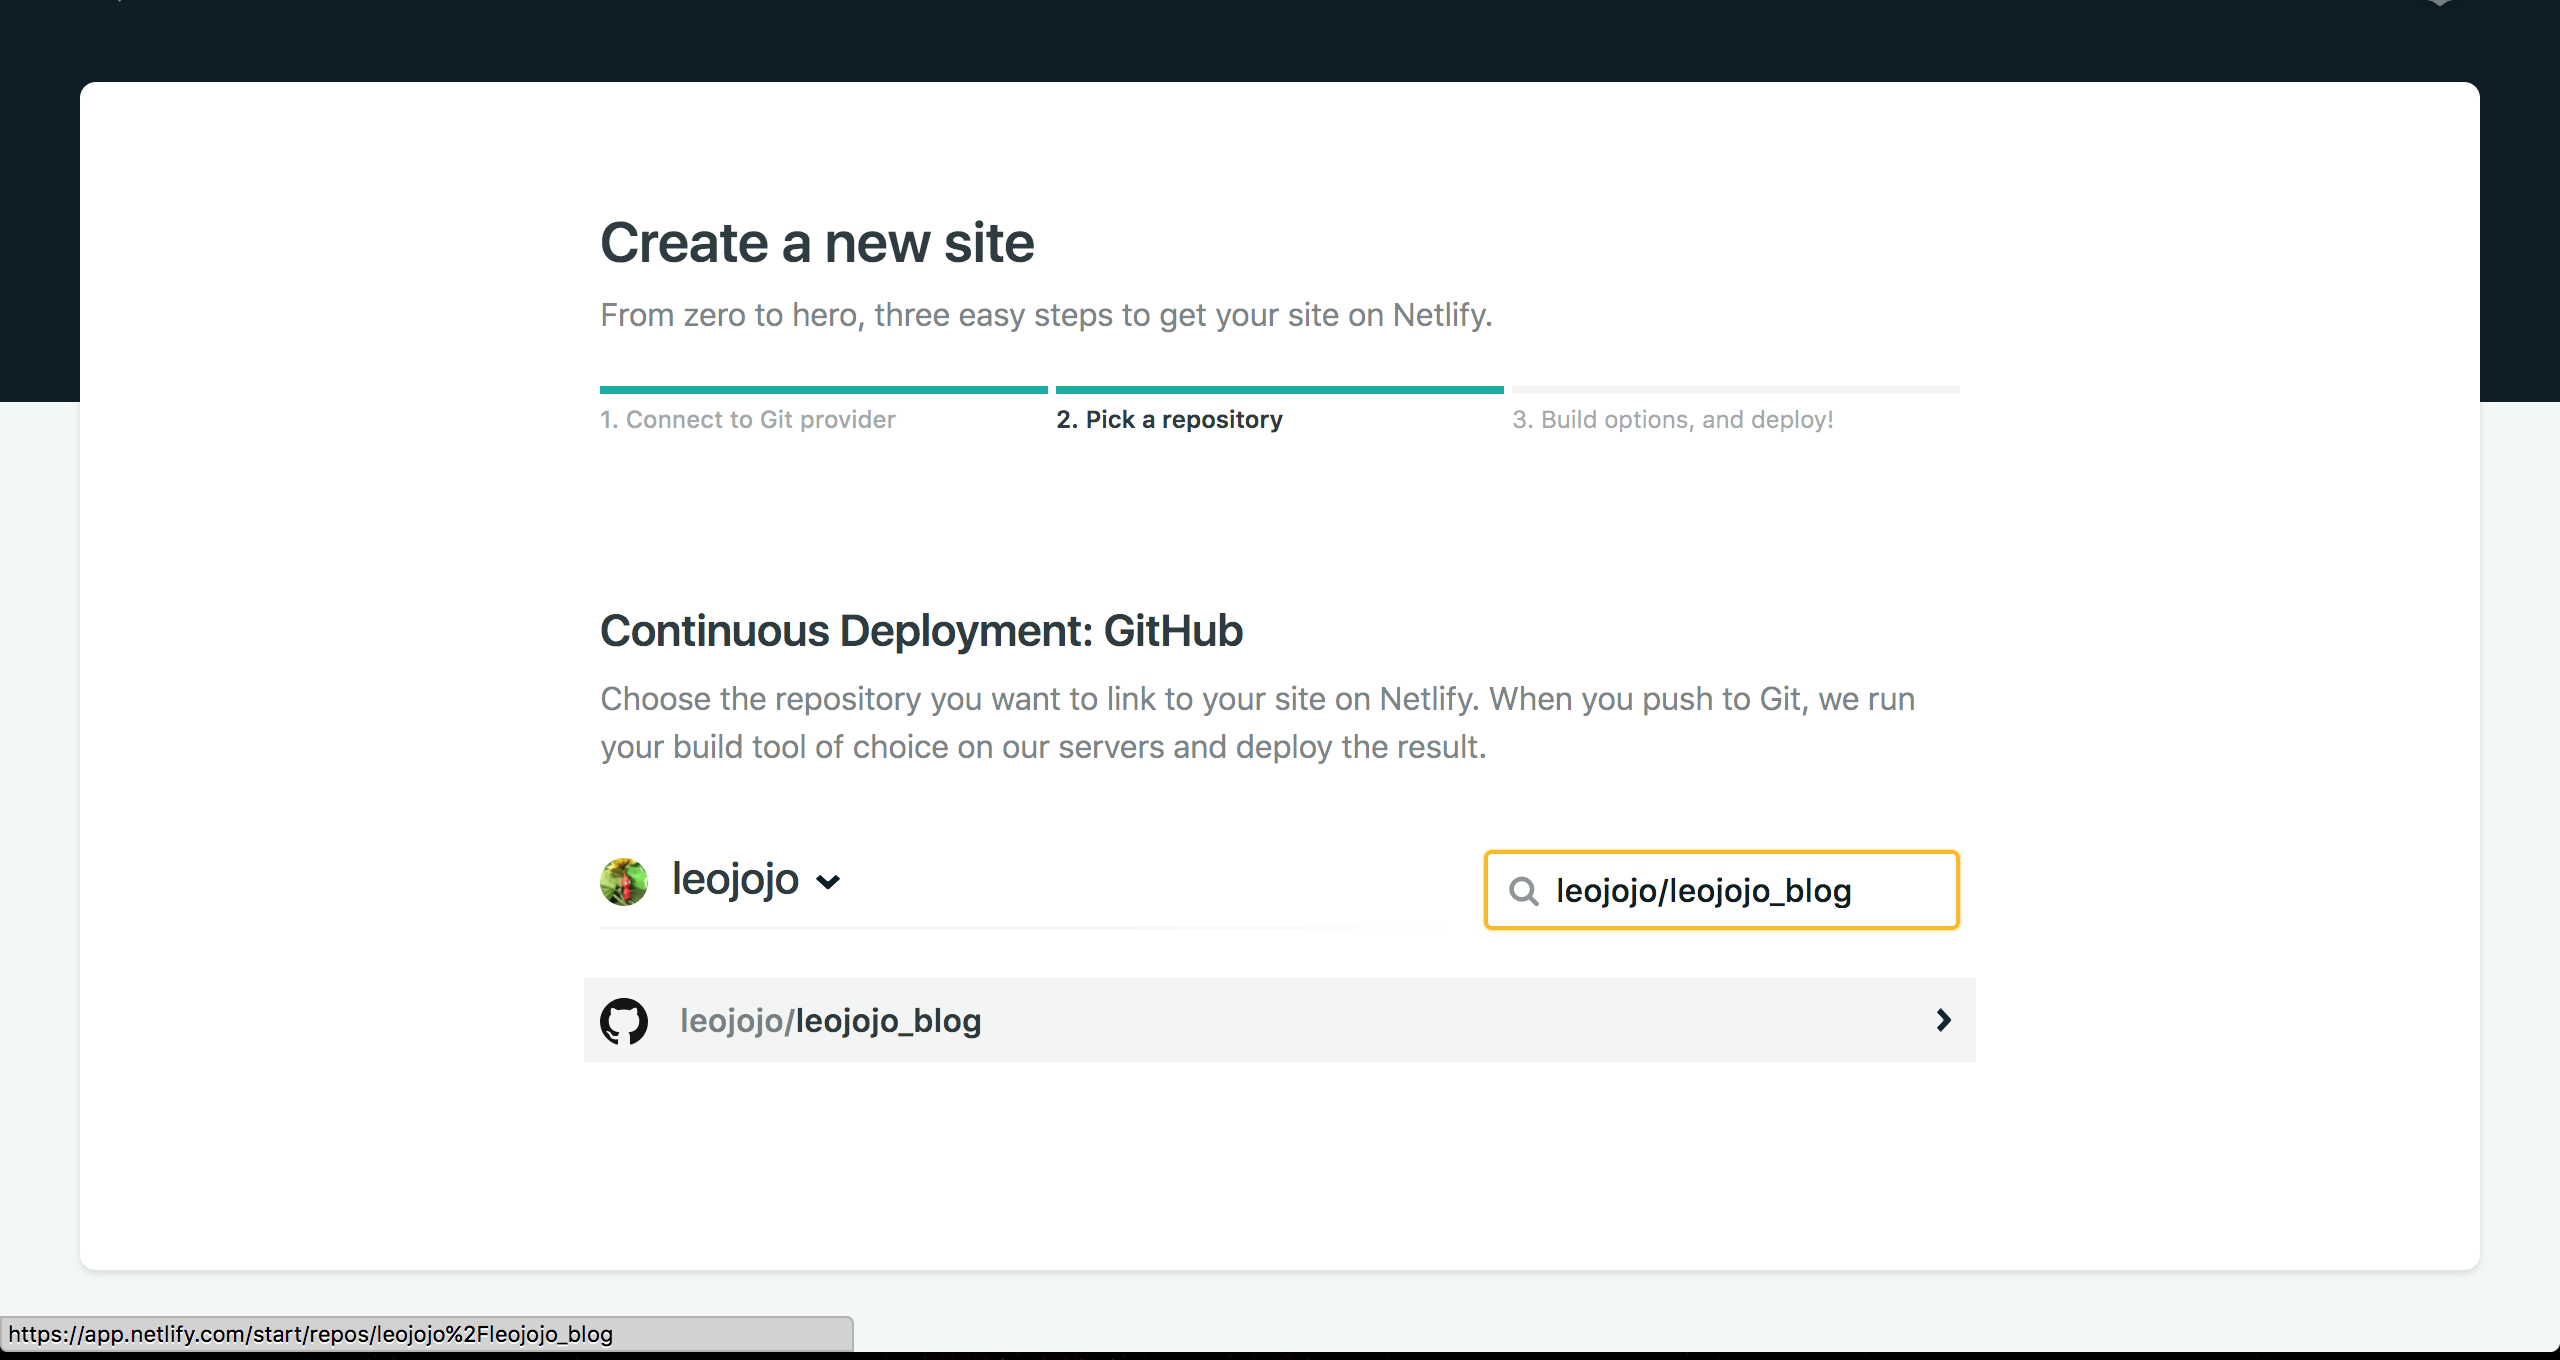 Create a new site
From zero to hero, three easy steps to get your site on Netlify.
1. Connect to Git provider
2. Pick a repository
3. Build options, and deploy!
Continuous Deployment: GitHub
Choose the repository you want to link to your site on Netlify. When you push to Git, we run
your build tool of choice on our servers and deploy the result.
leojojo
leojojo/leojojo_blog
leojojo/leojojo_blog
https://app.netlify.com/start/repos/leojojo%2Fleojojo_blog